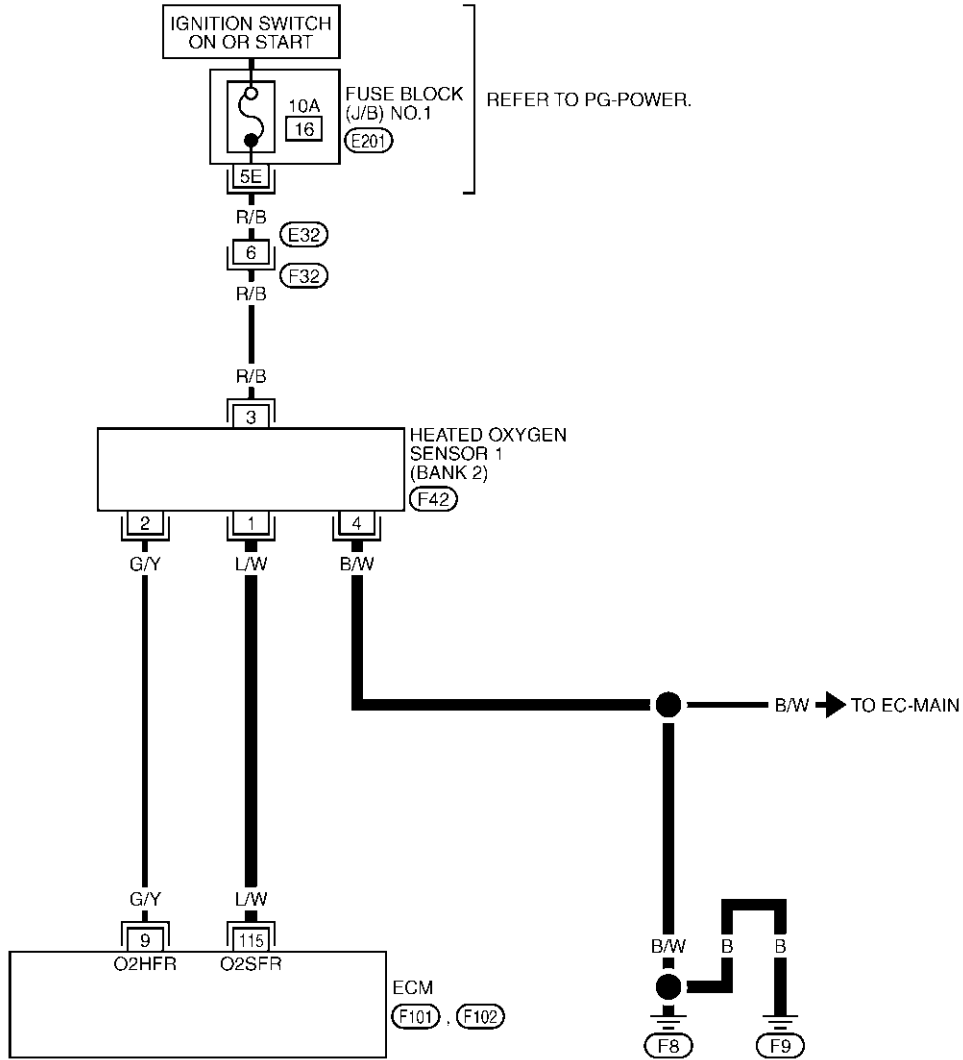 IGNITION SWITCH
ON OR START
10A
16
FUSE BLOCK
(J/B) NO.1
E201
REFER TO PG-POWER.
5E
R/B
E32
6
F32
R/B
R/B
3
HEATED OXYGEN
SENSOR 1
(BANK 2)
F42
2 1 4
G/Y L/W B/W
B/W TO EC-MAIN
G/Y L/W
9 115
O2HFR O2SFR
B/W B B
ECM
F101 , F102
F8 F9